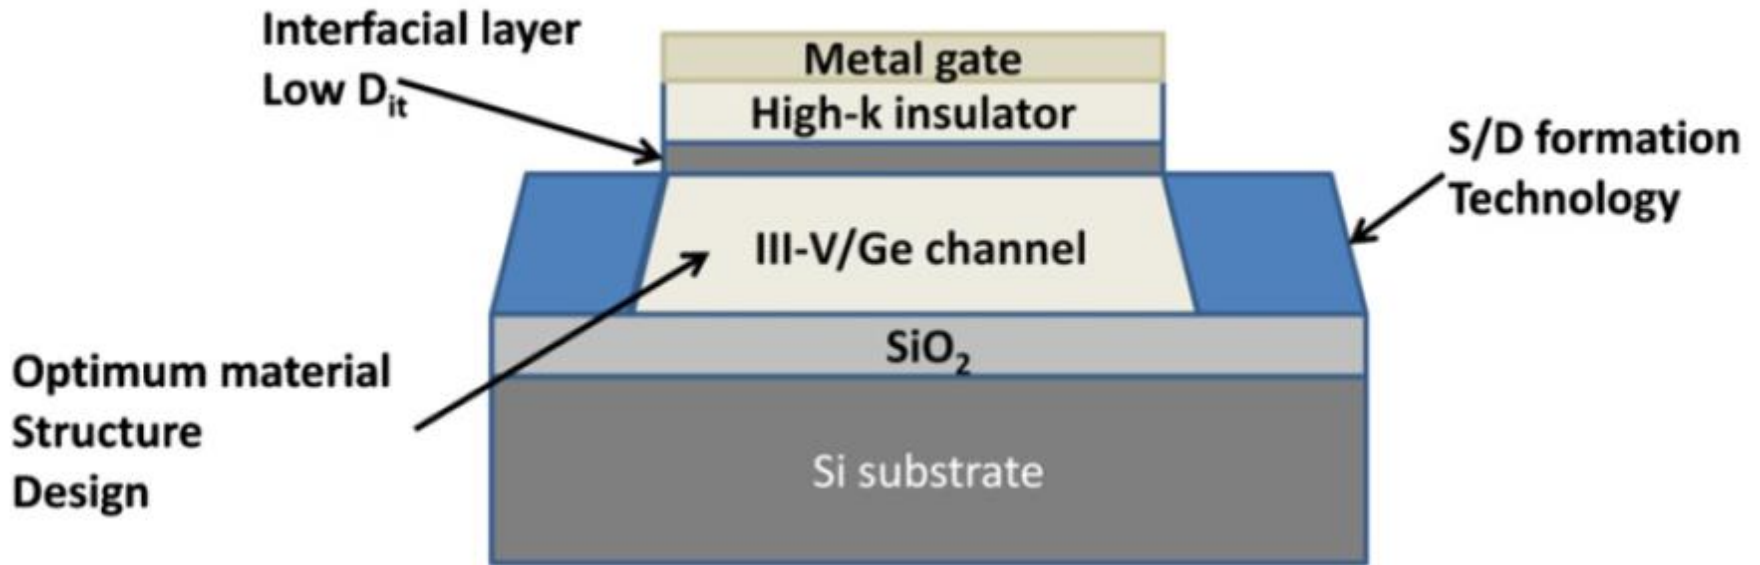 Interfacial layer
Low Dit
Metal gate
High-k insulator
S/D formation
Technology
III-V/Ge channel
SiO2
Optimum material
Structure
Design
Si substrate